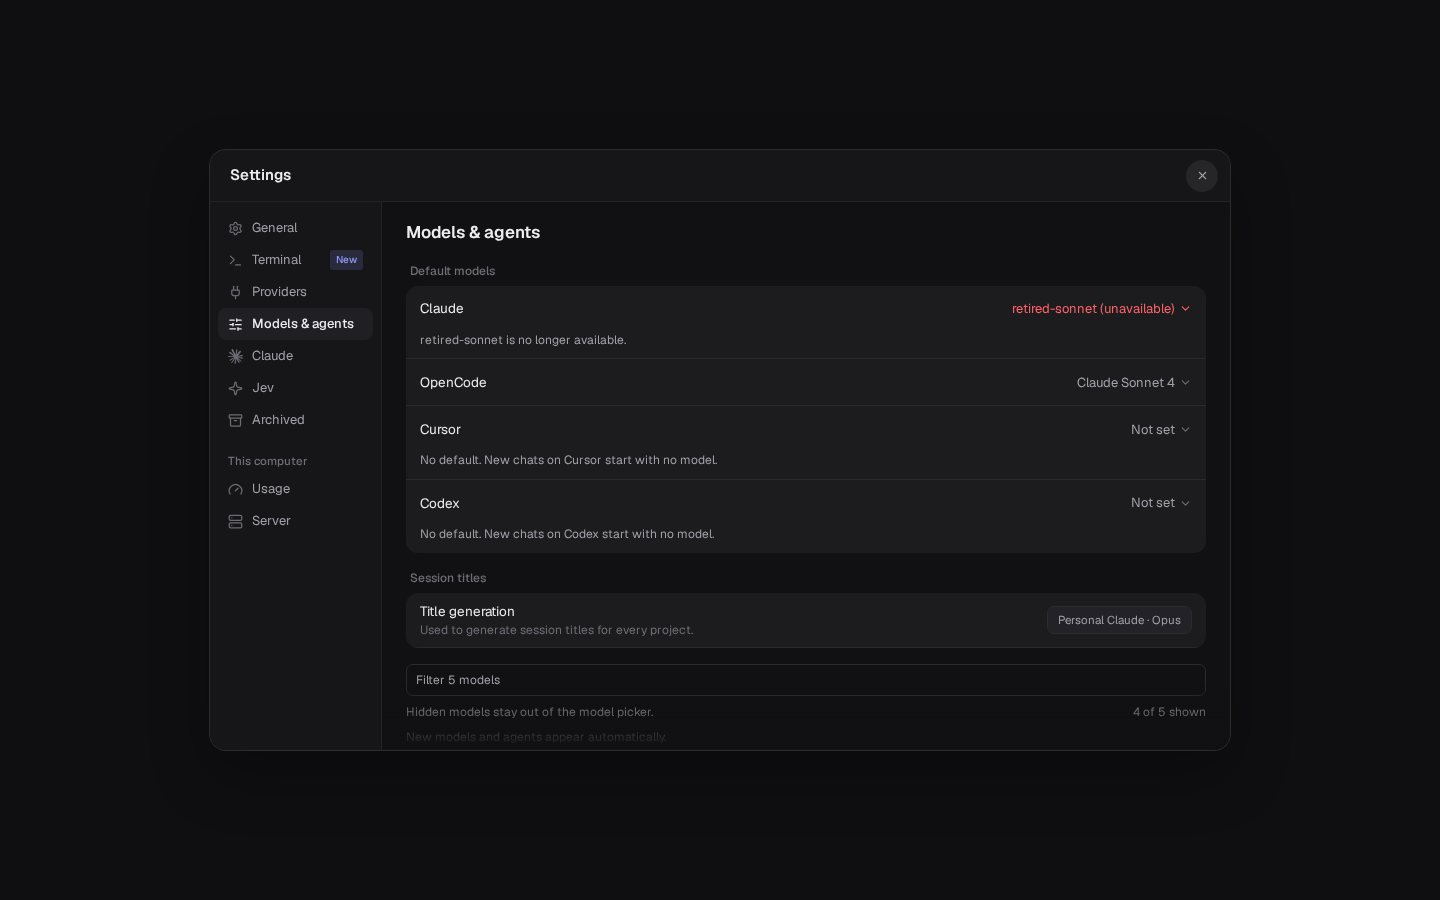 Settings
General
Terminal New
Providers
Models & agents
Claude
Jev
Archived
This computer
Usage
Server
Models & agents
Default models
Claude retired-sonnet (unavailable)
retired-sonnet is no longer available.
OpenCode Claude Sonnet 4
Cursor Not set
No default. New chats on Cursor start with no model.
Codex Not set
No default. New chats on Codex start with no model.
Session titles
Title generation
Used to generate session titles for every project.
Personal Claude · Opus
Filter 5 models
Hidden models stay out of the model picker. 4 of 5 shown
New models and agents appear automatically.